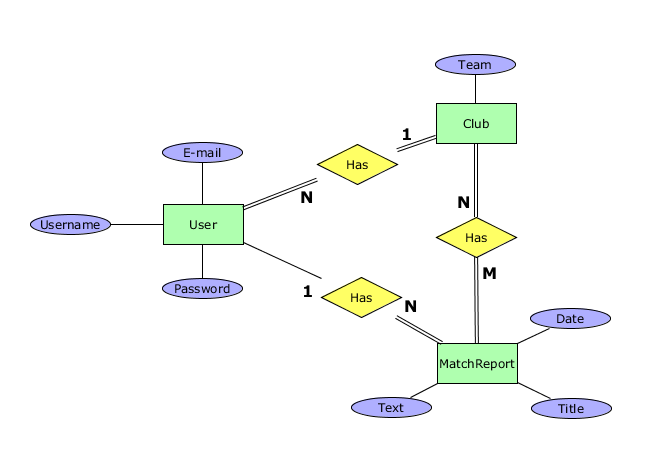 Team
Club
1
Has
E-mail
N
N
Username
User
Has
M
Password
1
Has
N
Date
MatchReport
Text
Title